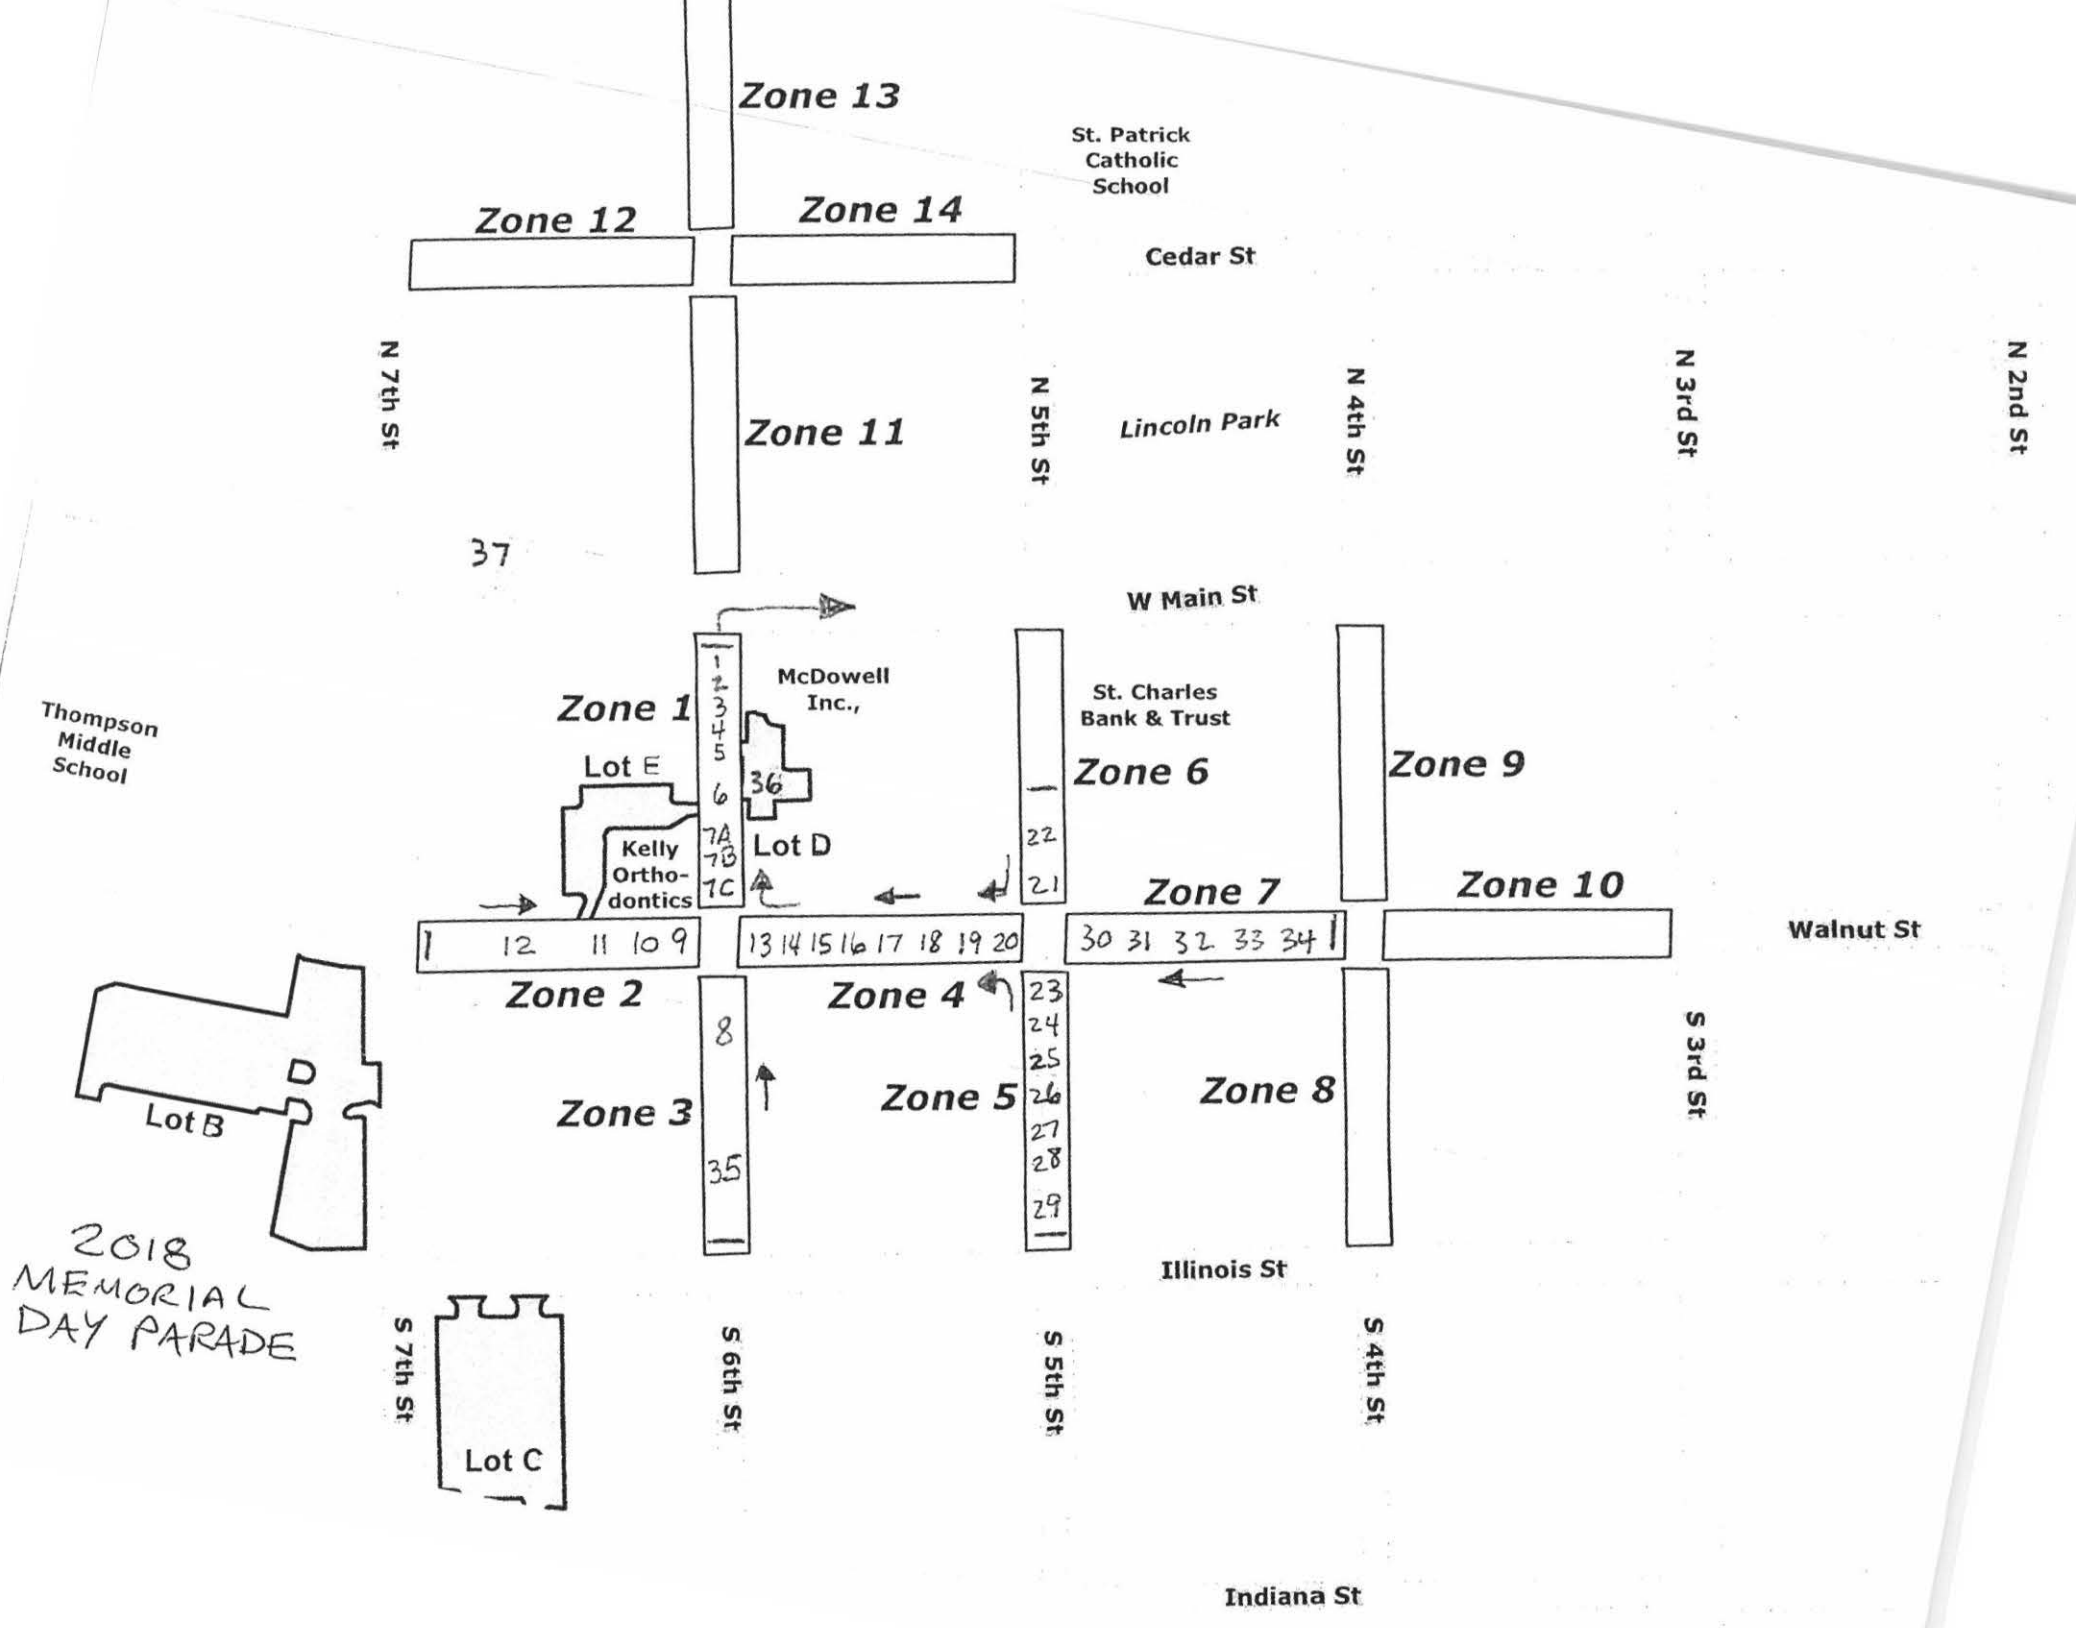 Zone 13
St. Patrick
Catholic
School
Zone 12
Zone 14
Cedar St
N 7th St
N 5th St
Lincoln Park
N 4th St
N 3rd St
N 2nd St
Zone 11
37
W Main St
1
2
3
4
5
6
7A
7B
7C
Zone 1
McDowell
Inc.,
36
Lot D
Lot E
Kelly
Ortho-
dontics
Thompson
Middle
School
St. Charles
Bank & Trust
Zone 6
22
21
Zone 9
Zone 7
Zone 10
Walnut St
12 11 10 9
13 14 15 16 17 18 19 20
30 31 32 33 34
Zone 2
Zone 4
8
35
Zone 3
23
24
25
26
27
28
29
Zone 5
Zone 8
S 3rd St
Lot B
2018
MEMORIAL
DAY PARADE
Illinois St
S 7th St
S 6th St
S 5th St
S 4th St
Lot C
Indiana St